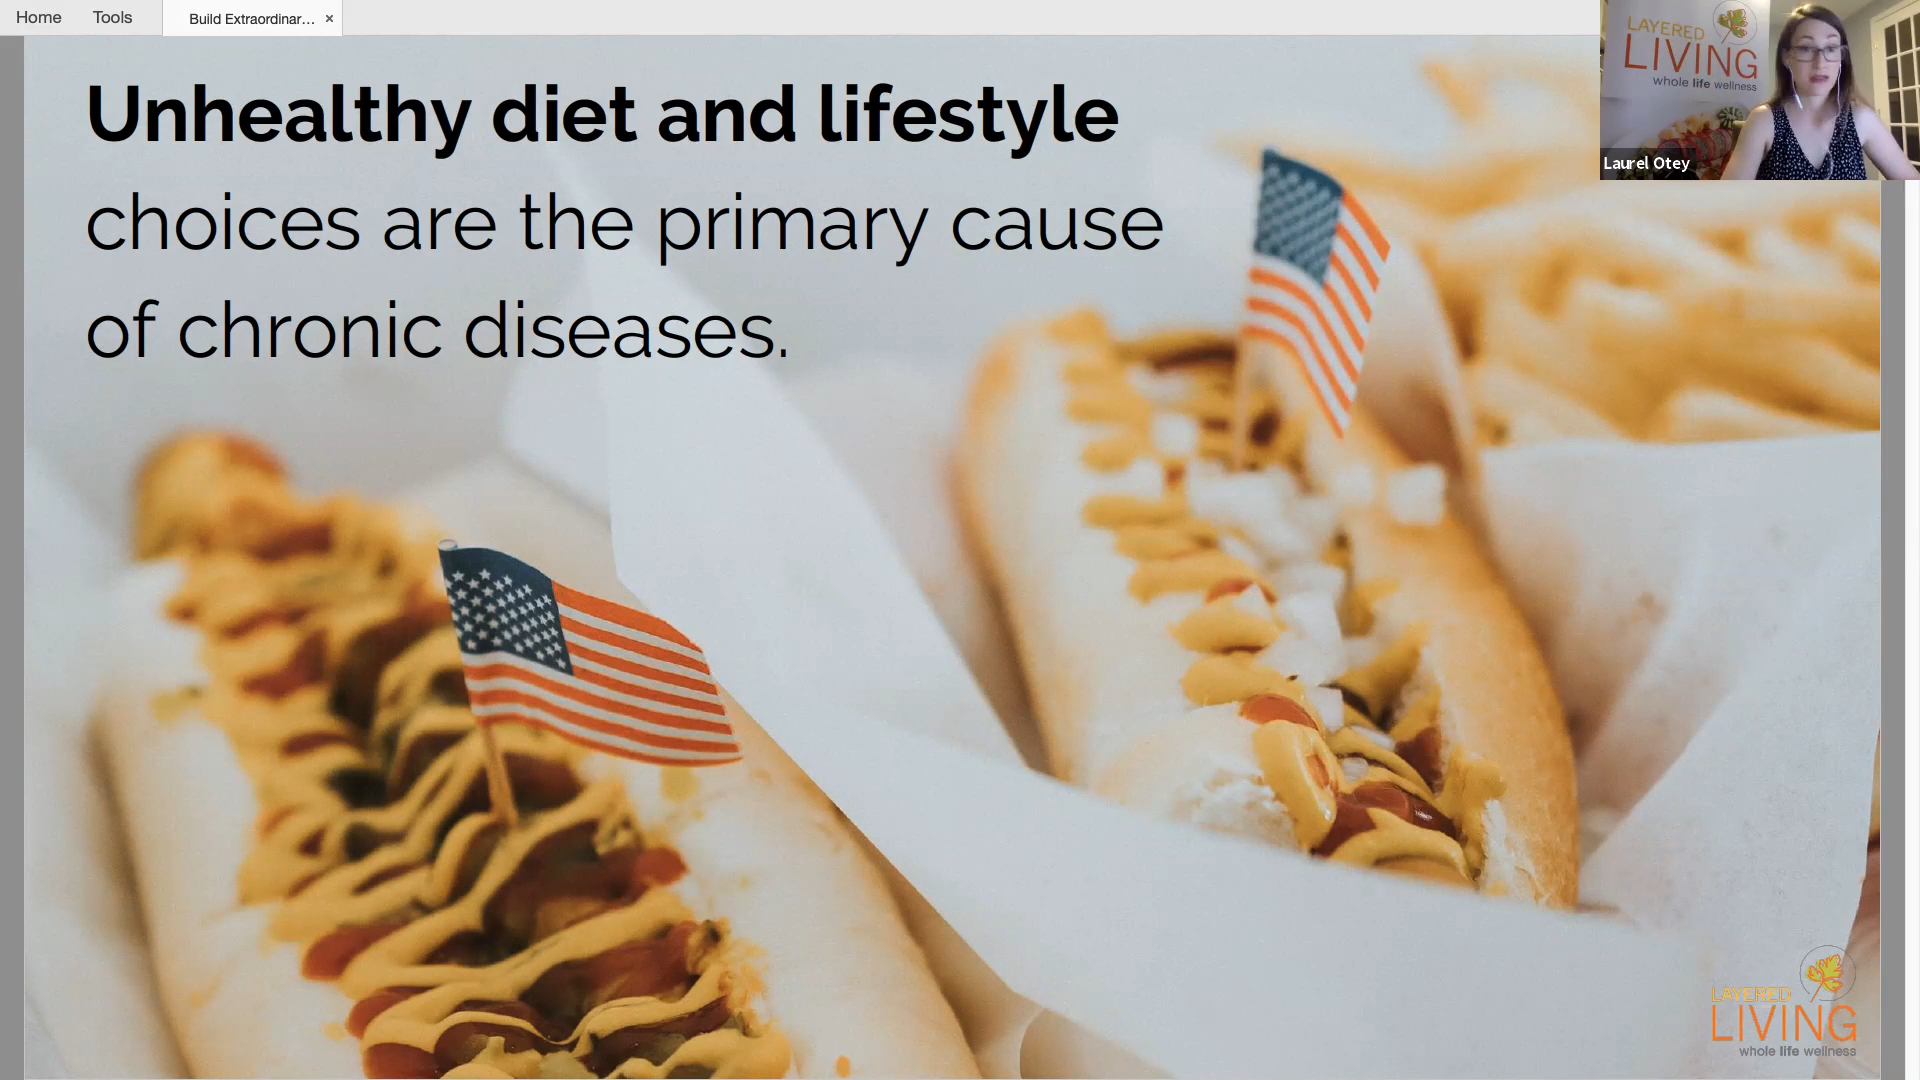 Home Tools Build Extraordinar... ×
LAYERED
LIVING
whole life wellness
Laurel Otey
Unhealthy diet and lifestyle
choices are the primary cause
of chronic diseases.
LAYERED
LIVING
whole life wellness